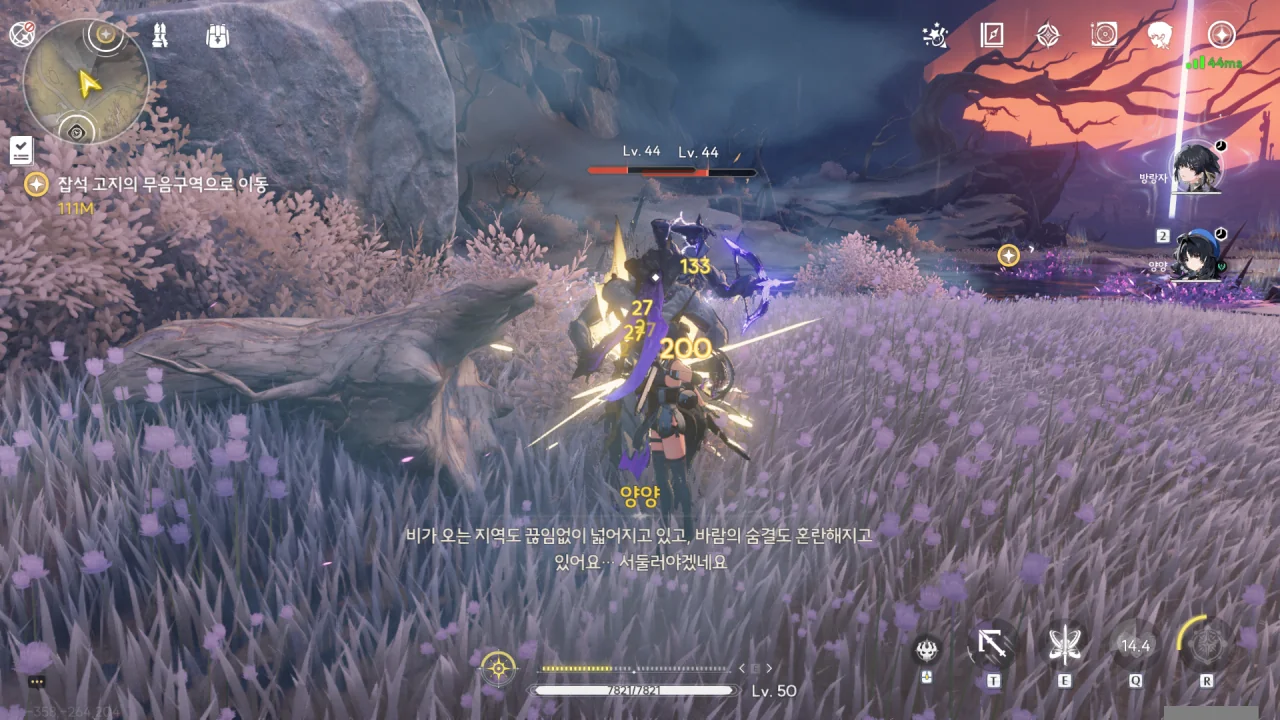 44ms
Lv. 44 Lv. 44
방랑자
잡석 고지의 무음구역으로 이동
111M
2
양양
133
27
27
200
양양
비가 오는 지역도 끊임없이 넓어지고 있고, 바람의 숨결도 혼란해지고
있어요… 서둘러야겠네요
14.4
T E Q R
7821/7821 Lv. 50